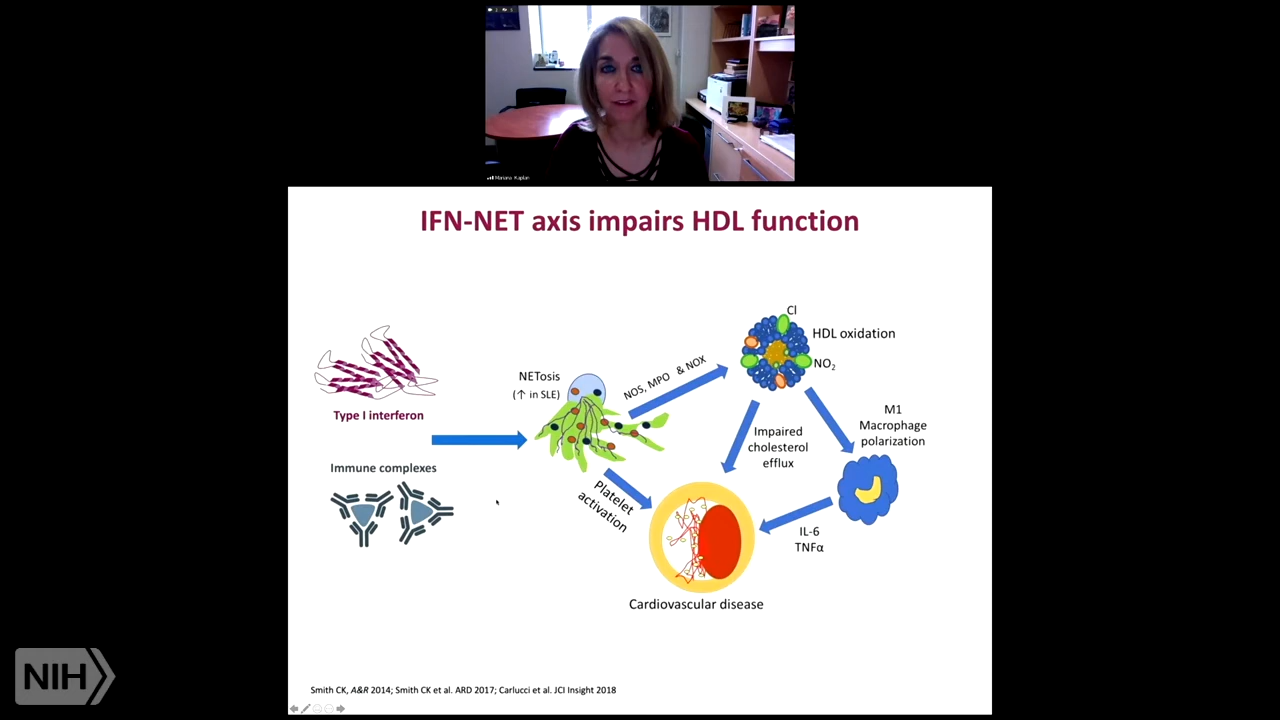 Mariana Kaplan
IFN-NET axis impairs HDL function
Cl
HDL oxidation
NO2
NOS, MPO & NOX
NETosis
(↑ in SLE)
Type I interferon
M1
Macrophage
polarization
Impaired
cholesterol
efflux
Immune complexes
Platelet
activation
IL-6
TNFα
Cardiovascular disease
NIH
Smith CK, A&R 2014; Smith CK et al. ARD 2017; Carlucci et al. JCI Insight 2018